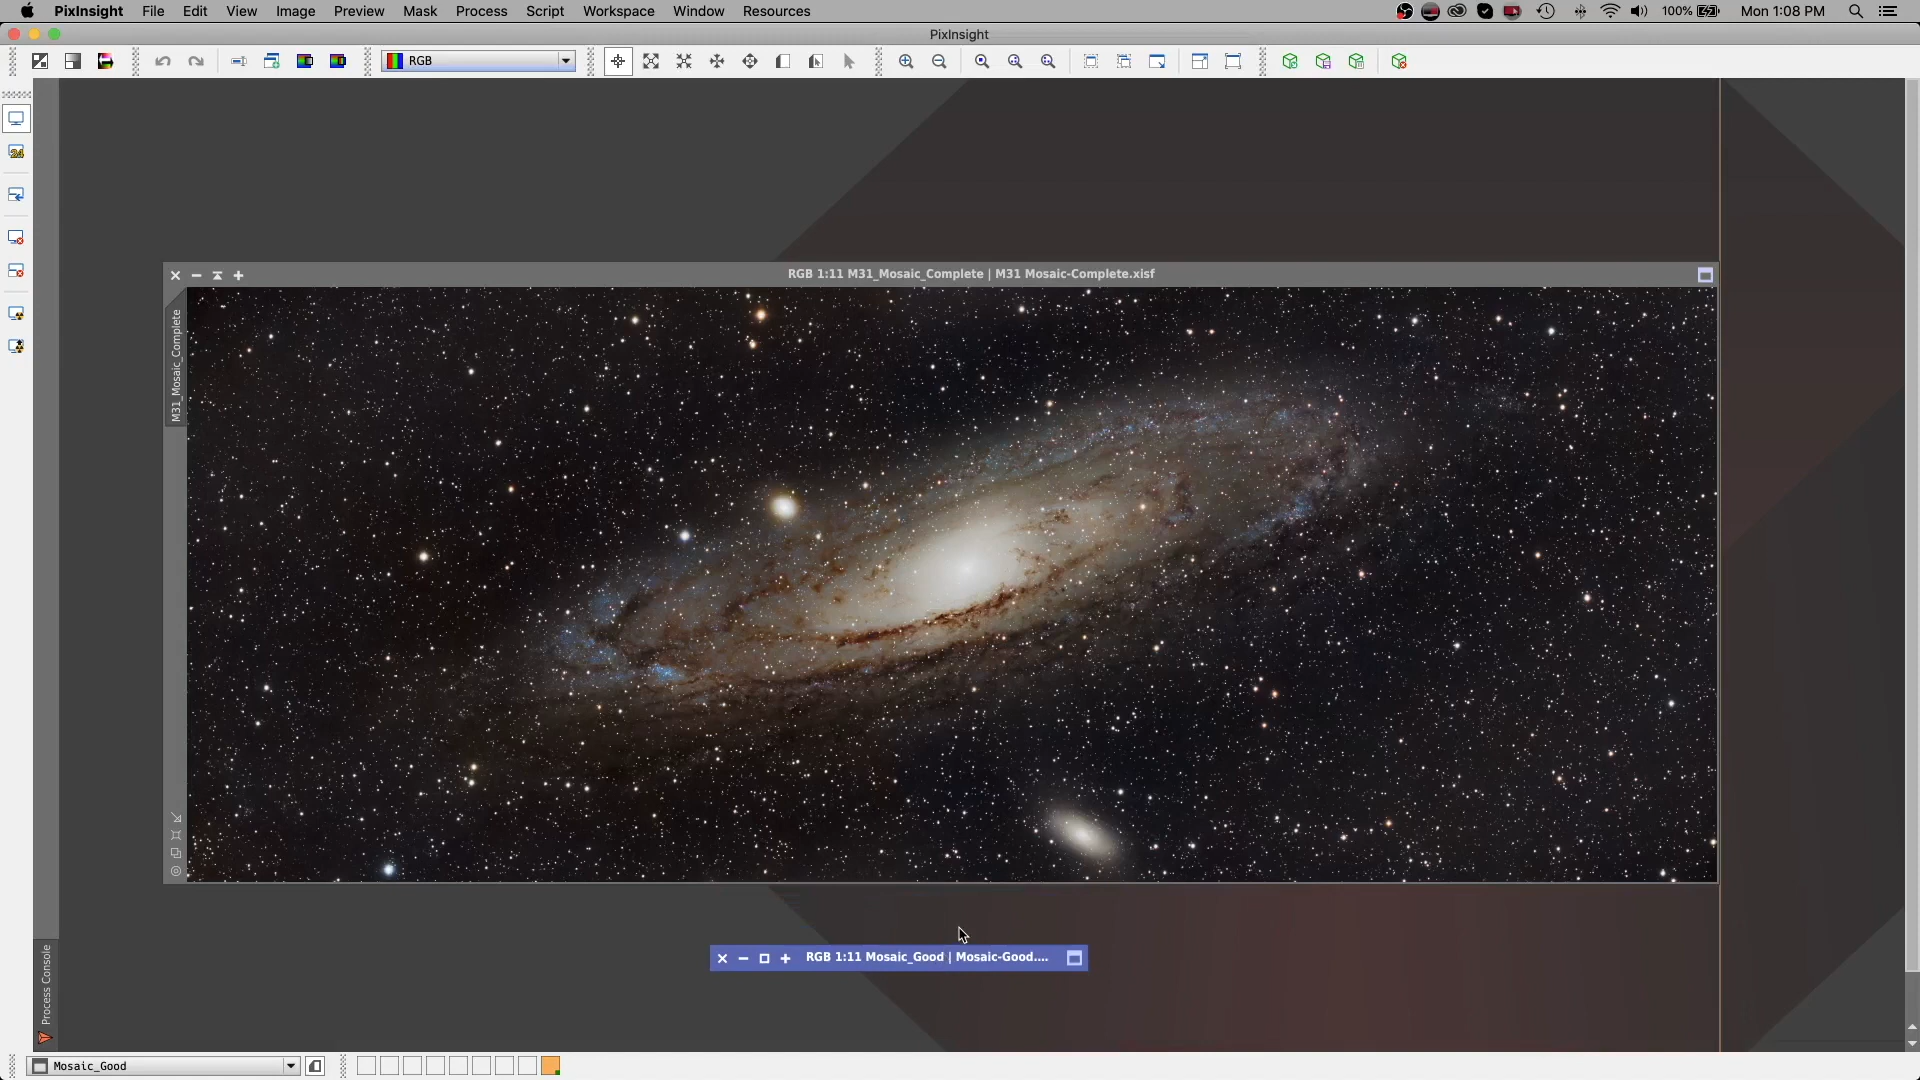 PixInsight File Edit View Image Preview Mask Process Script Workspace Window Resources 100% Mon 1:08 PM
PixInsight
RGB
24
RGB 1:11 M31_Mosaic_Complete | M31 Mosaic-Complete.xisf
M31_Mosaic_Complete
RGB 1:11 Mosaic_Good | Mosaic-Good....
Process Console
Mosaic_Good